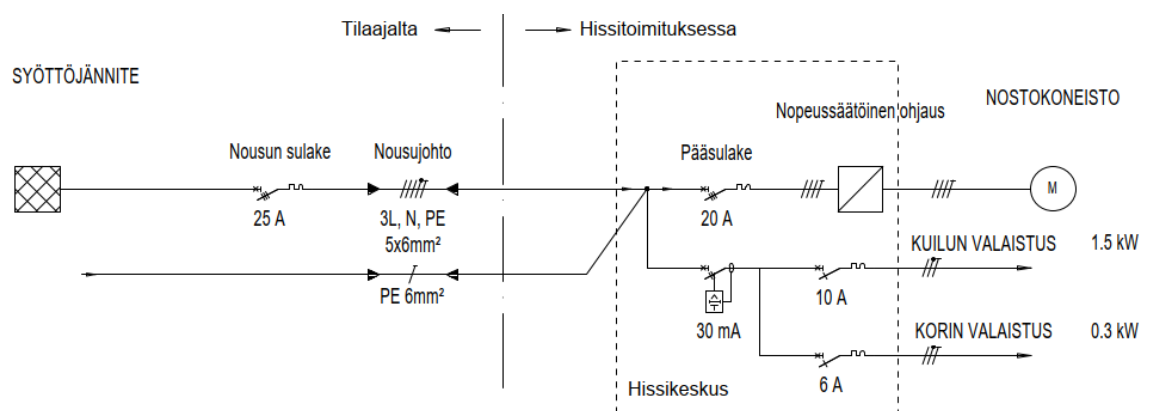 Tilaajalta
Hissitoimituksessa
SYÖTTÖJÄNNITE
NOSTOKONEISTO
Nopeussäätöinen ohjaus
Nousun sulake
Nousujohto
Pääsulake
M
25 A
3L, N, PE
5x6mm²
20 A
KUILUN VALAISTUS 1.5 kW
PE 6mm²
30 mA
10 A
KORIN VALAISTUS 0.3 kW
6 A
Hissikeskus